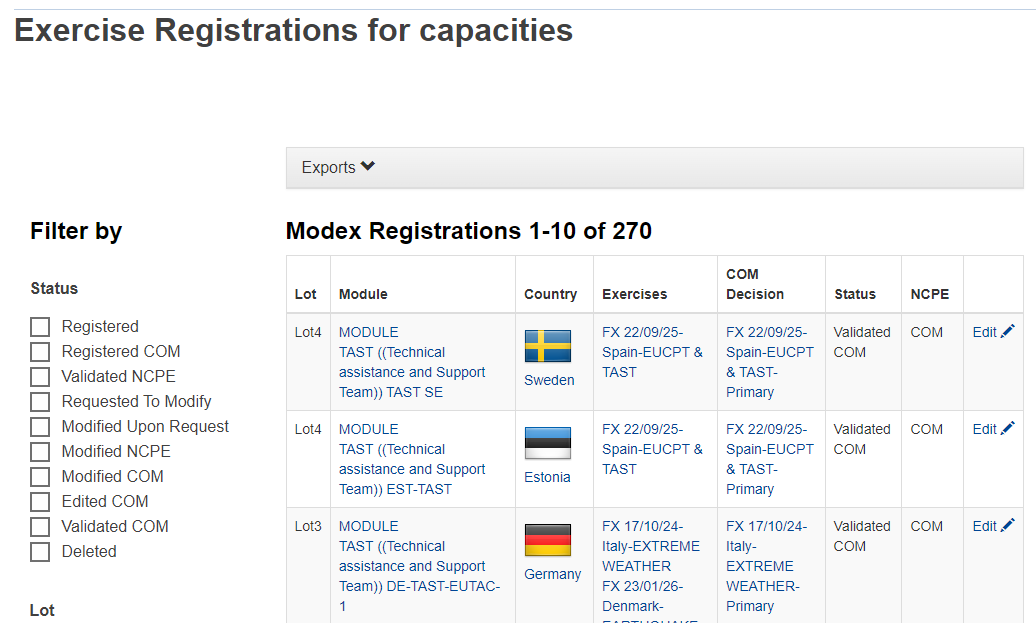 Exercise Registrations for capacities
Exports
Filter by
Status
Registered
Registered COM
Validated NCPE
Requested To Modify
Modified Upon Request
Modified NCPE
Modified COM
Edited COM
Validated COM
Deleted
Lot
Modex Registrations 1-10 of 270
Lot
Module
Country
Exercises
COM
Decision
Status
NCPE
Lot4
MODULE
TAST ((Technical
assistance and Support
Team)) TAST SE
Sweden
FX 22/09/25-
Spain-EUCPT &
TAST
FX 22/09/25-
Spain-EUCPT
& TAST-
Primary
Validated
COM
COM
Edit
Lot4
MODULE
TAST ((Technical
assistance and Support
Team)) EST-TAST
Estonia
FX 22/09/25-
Spain-EUCPT &
TAST
FX 22/09/25-
Spain-EUCPT
& TAST-
Primary
Validated
COM
COM
Edit
Lot3
MODULE
TAST ((Technical
assistance and Support
Team)) DE-TAST-EUTAC-
1
Germany
FX 17/10/24-
Italy-EXTREME
WEATHER
FX 23/01/26-
Denmark-
EARTHQUAKE
FX 17/10/24-
Italy-
EXTREME
WEATHER-
Primary
Validated
COM
COM
Edit